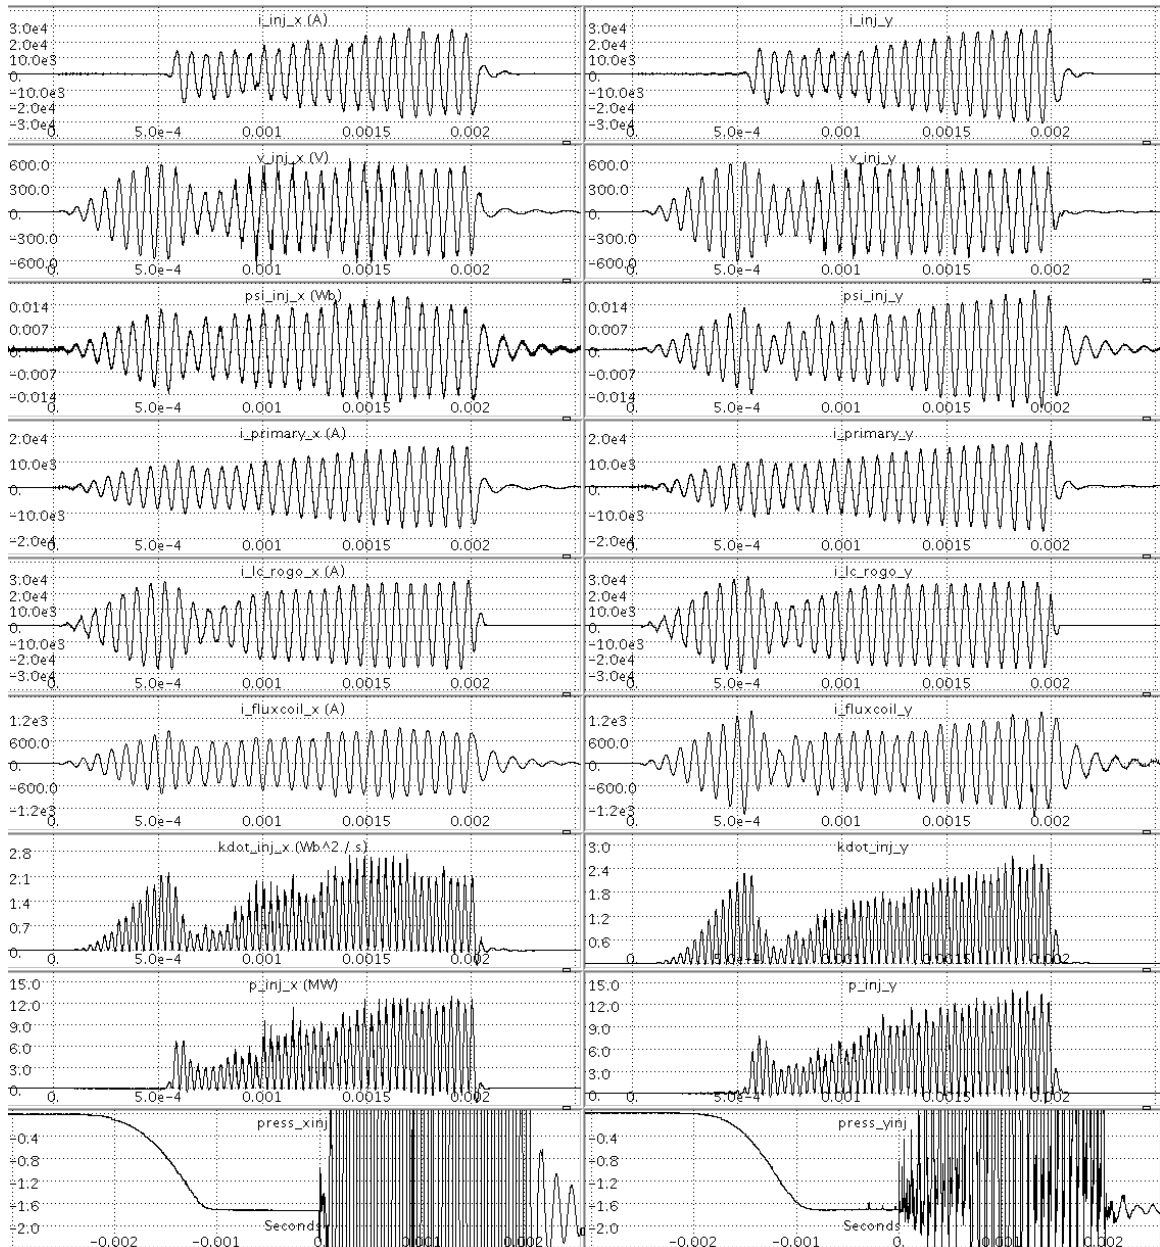 i_inj_x (A)
3.0e4
2.0e4
10.0e3
0.
-10.0e3
-2.0e4
-3.0e4
0. 5.0e-4 0.001 0.0015 0.002
i_inj_y
3.0e4
2.0e4
10.0e3
0.
-10.0e3
-2.0e4
-3.0e4
0. 5.0e-4 0.001 0.0015 0.002
v_inj_x (V)
600.0
300.0
0.
-300.0
-600.0
0. 5.0e-4 0.001 0.0015 0.002
v_inj_y
600.0
300.0
0.
-300.0
-600.0
0. 5.0e-4 0.001 0.0015 0.002
psi_inj_x (Wb)
0.014
0.007
0.
-0.007
-0.014
0. 5.0e-4 0.001 0.0015 0.002
psi_inj_y
0.014
0.007
0.
-0.007
-0.014
0. 5.0e-4 0.001 0.0015 0.002
i_primary_x (A)
2.0e4
10.0e3
0.
-10.0e3
-2.0e4
0. 5.0e-4 0.001 0.0015 0.002
i_primary_y
2.0e4
10.0e3
0.
-10.0e3
-2.0e4
0. 5.0e-4 0.001 0.0015 0.002
i_lc_rogo_x (A)
3.0e4
2.0e4
10.0e3
0.
-10.0e3
-2.0e4
-3.0e4
0. 5.0e-4 0.001 0.0015 0.002
i_lc_rogo_y
3.0e4
2.0e4
10.0e3
0.
-10.0e3
-2.0e4
-3.0e4
0. 5.0e-4 0.001 0.0015 0.002
i_fluxcoil_x (A)
1.2e3
600.0
0.
-600.0
-1.2e3
0. 5.0e-4 0.001 0.0015 0.002
i_fluxcoil_y
1.2e3
600.0
0.
-600.0
-1.2e3
0. 5.0e-4 0.001 0.0015 0.002
kdot_inj_x (Wb^2 / s)
2.8
2.1
1.4
0.7
0.
0. 5.0e-4 0.001 0.0015 0.002
kdot_inj_y
3.0
2.4
1.8
1.2
0.6
0. 5.0e-4 0.001 0.0015 0.002
p_inj_x (MW)
15.0
12.0
9.0
6.0
3.0
0.
0. 5.0e-4 0.001 0.0015 0.002
p_inj_y
15.0
12.0
9.0
6.0
3.0
0.
0. 5.0e-4 0.001 0.0015 0.002
press_xinj
-0.4
-0.8
-1.2
-1.6
-2.0
Seconds
-0.002 -0.001 0. 0.001 0.002
press_yinj
-0.4
-0.8
-1.2
-1.6
-2.0
Seconds
-0.002 -0.001 0. 0.001 0.002